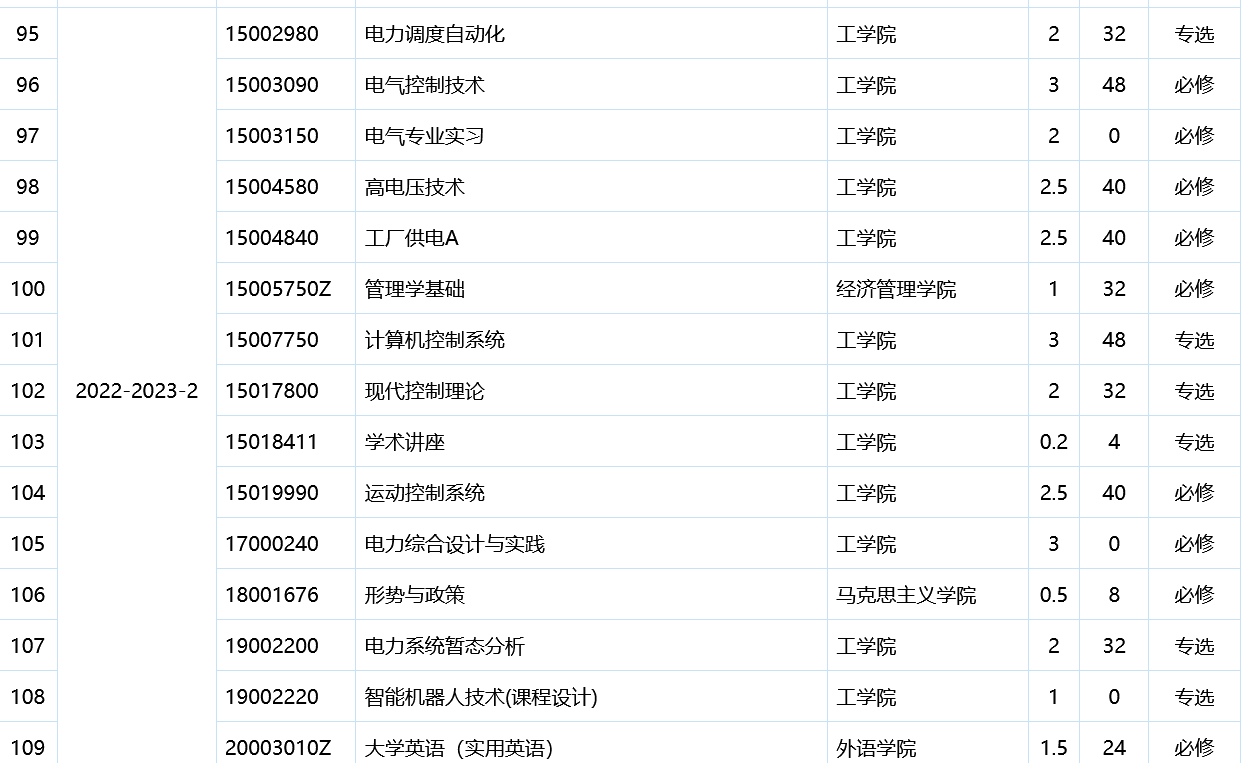 95 15002980 电力调度自动化 工学院 2 32 专选
96 15003090 电气控制技术 工学院 3 48 必修
97 15003150 电气专业实习 工学院 2 0 必修
98 15004580 高电压技术 工学院 2.5 40 必修
99 15004840 工厂供电A 工学院 2.5 40 必修
100 15005750Z 管理学基础 经济管理学院 1 32 必修
101 15007750 计算机控制系统 工学院 3 48 专选
102 2022-2023-2 15017800 现代控制理论 工学院 2 32 专选
103 15018411 学术讲座 工学院 0.2 4 专选
104 15019990 运动控制系统 工学院 2.5 40 必修
105 17000240 电力综合设计与实践 工学院 3 0 必修
106 18001676 形势与政策 马克思主义学院 0.5 8 必修
107 19002200 电力系统暂态分析 工学院 2 32 专选
108 19002220 智能机器人技术(课程设计) 工学院 1 0 专选
109 20003010Z 大学英语（实用英语） 外语学院 1.5 24 必修